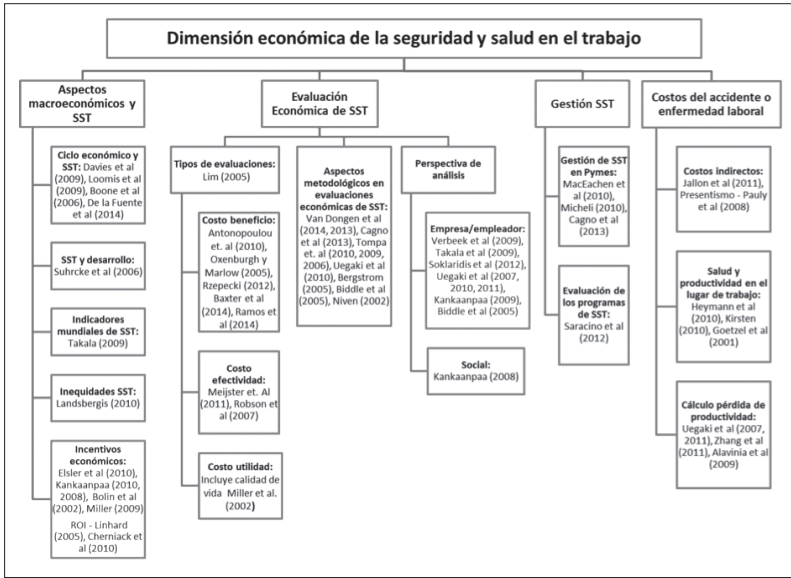 Dimensión económica de la seguridad y salud en el trabajo
Aspectos
macroeconómicos y
SST
Ciclo económico y
SST: Davies et al
(2009), Loomis et al
(2009), Boone et al
(2006), De la Fuente
et al (2014)
SST y desarrollo:
Suhrcke et al (2006)
Indicadores
mundiales de SST:
Takala (2009)
Inequidades SST:
Landsbergis (2010)
Incentivos
económicos:
Elsler et al (2010),
Kankaanpaa (2010,
2008), Bolin et al
(2002), Miller (2009)
ROI - Linhard
(2005), Cherniack et
al (2010)
Evaluación
Económica de SST
Tipos de evaluaciones:
Lim (2005)
Costo beneficio:
Antonopoulou
et. al (2010),
Oxenburgh y
Marlow (2005),
Rzepecki (2012),
Baxter et al
(2014), Ramos et
al (2014)
Costo
efectividad:
Meijster et. Al
(2011), Robson et
al (2007)
Costo utilidad:
Incluye calidad de
vida Miller et al.
(2002)
Aspectos
metodológicos en
evaluaciones
económicas de SST:
Van Dongen et al
(2014, 2013), Cagno
et al (2013), Tompa
et. al (2010, 2009,
2006), Uegaki et al
(2010), Bergstrom
(2005), Biddle et al
(2005), Niven (2002)
Perspectiva de
análisis
Empresa/empleador:
Verbeek et al (2009),
Takala et al (2009),
Soklaridis et al (2012),
Uegaki et al (2007,
2010, 2011),
Kankaanpaa (2009),
Biddle et al (2005)
Social:
Kankaanpaa (2008)
Gestión SST
Gestión de SST
en Pymes:
MacEachen et
al (2010),
Micheli (2010),
Cagno et al
(2013)
Evaluación de
los programas
de SST:
Saracino et al
(2012)
Costos del accidente o
enfermedad laboral
Costos indirectos:
Jallon et al (2011),
Presentismo - Pauly
et al (2008)
Salud y
productividad en el
lugar de trabajo:
Heymann et al
(2010), Kirsten
(2010), Goetzel et al
(2001)
Cálculo pérdida de
productividad:
Uegaki et al (2007,
2011), Zhang et al
(2011), Alavinia et al
(2009)